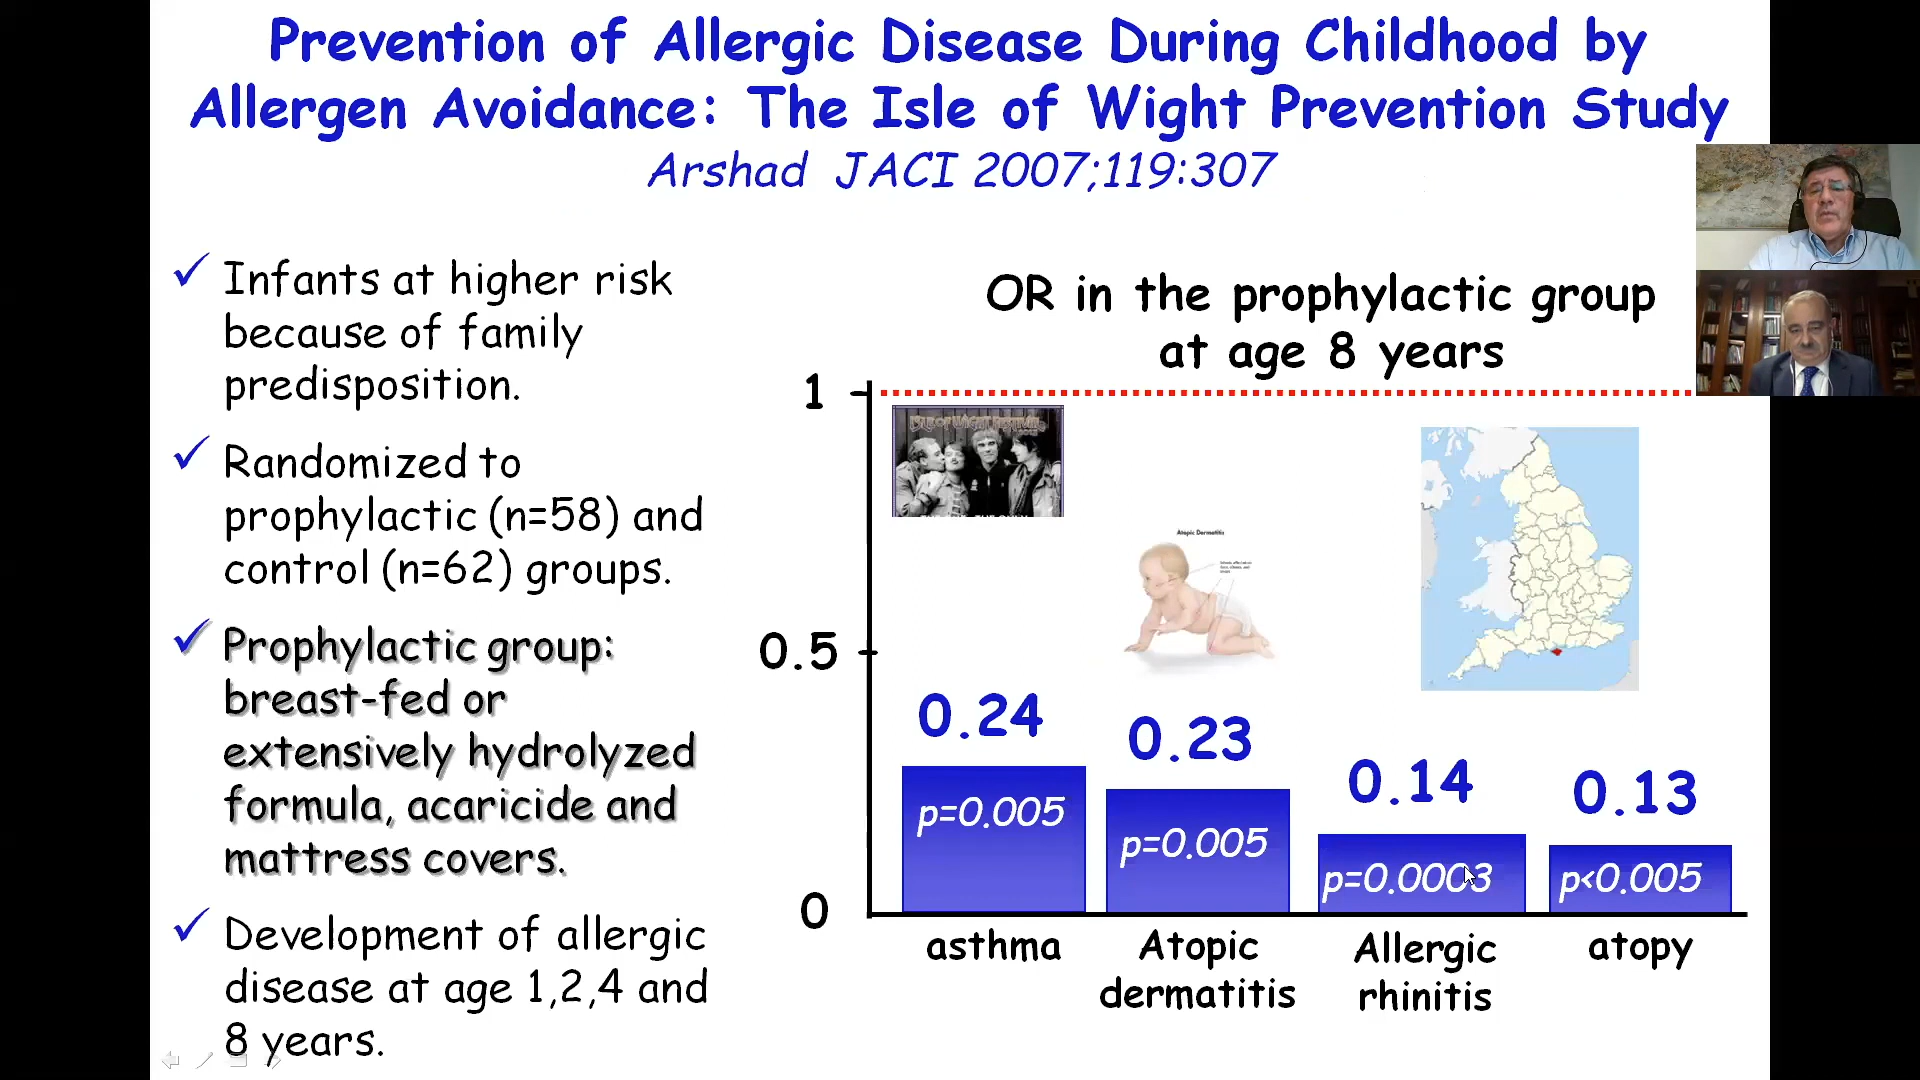 Prevention of Allergic Disease During Childhood by
Allergen Avoidance: The Isle of Wight Prevention Study
Arshad JACI 2007;119:307
✓ Infants at higher risk
because of family
predisposition.
✓ Randomized to
prophylactic (n=58) and
control (n=62) groups.
✓ Prophylactic group:
breast-fed or
extensively hydrolyzed
formula, acaricide and
mattress covers.
✓ Development of allergic
disease at age 1,2,4 and
8 years.
OR in the prophylactic group
at age 8 years
1
0.5
0
ISLE OF WIGHT FESTIVAL
Atopic Dermatitis
0.24
0.23
0.14
0.13
p=0.005
p=0.005
p=0.0003
p<0.005
asthma
Atopic
dermatitis
Allergic
rhinitis
atopy